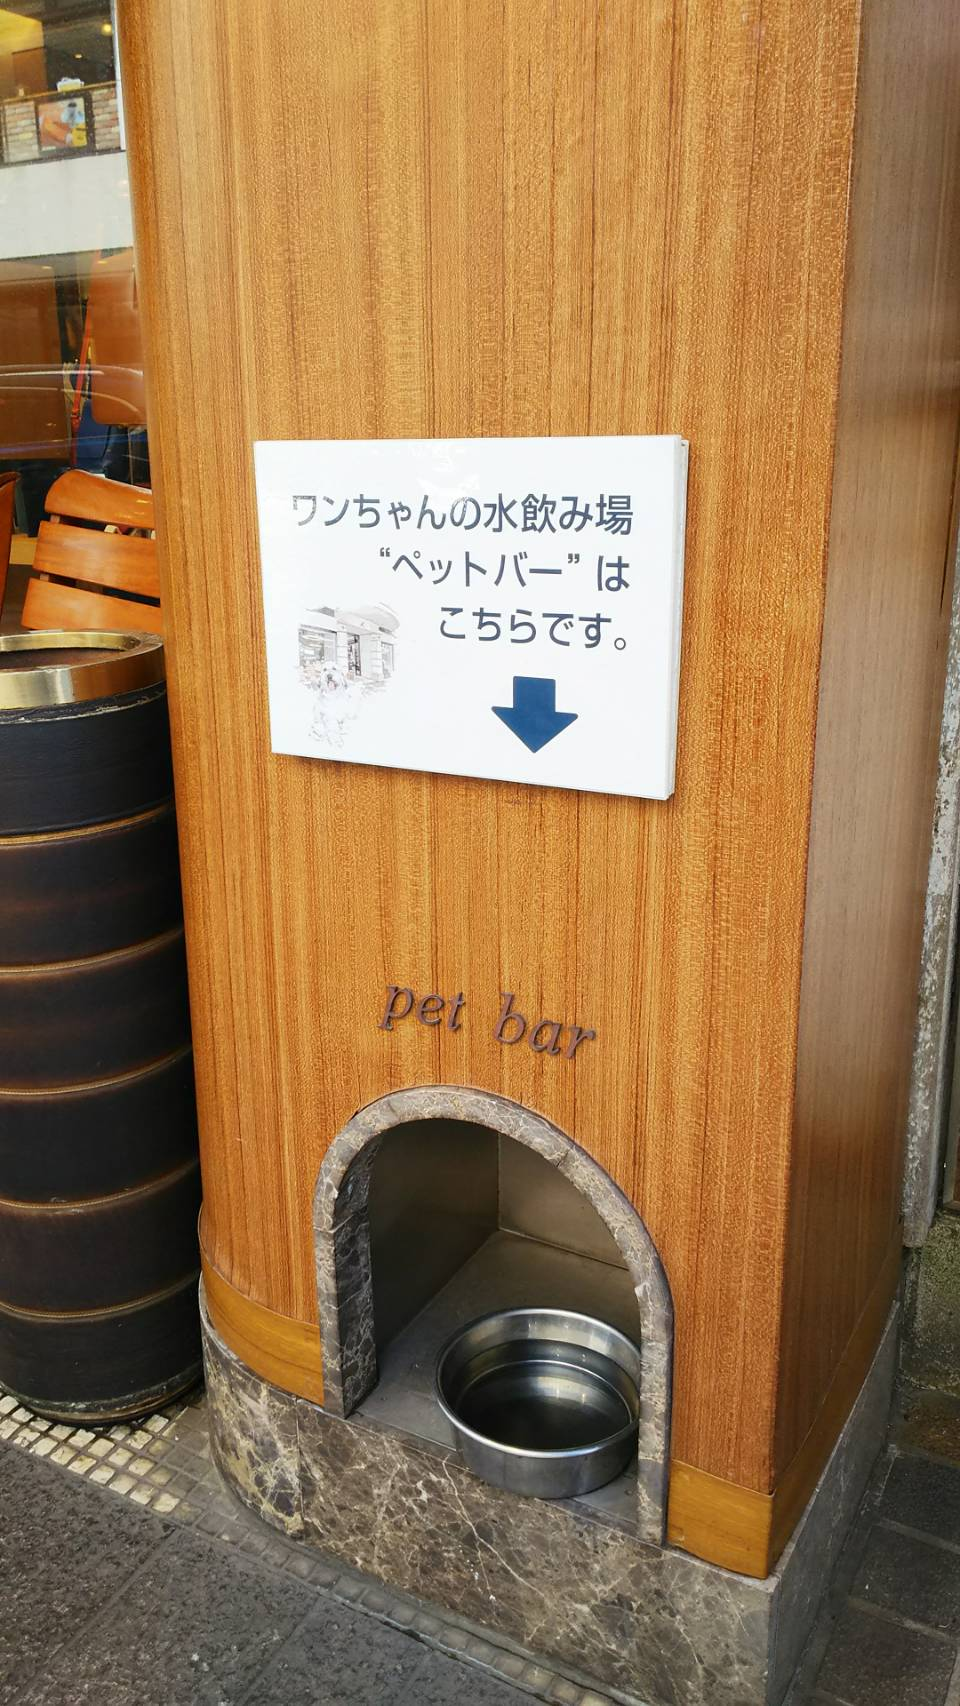 ワンちゃんの水飲み場
“ペットバー”は
こちらです。
pet bar